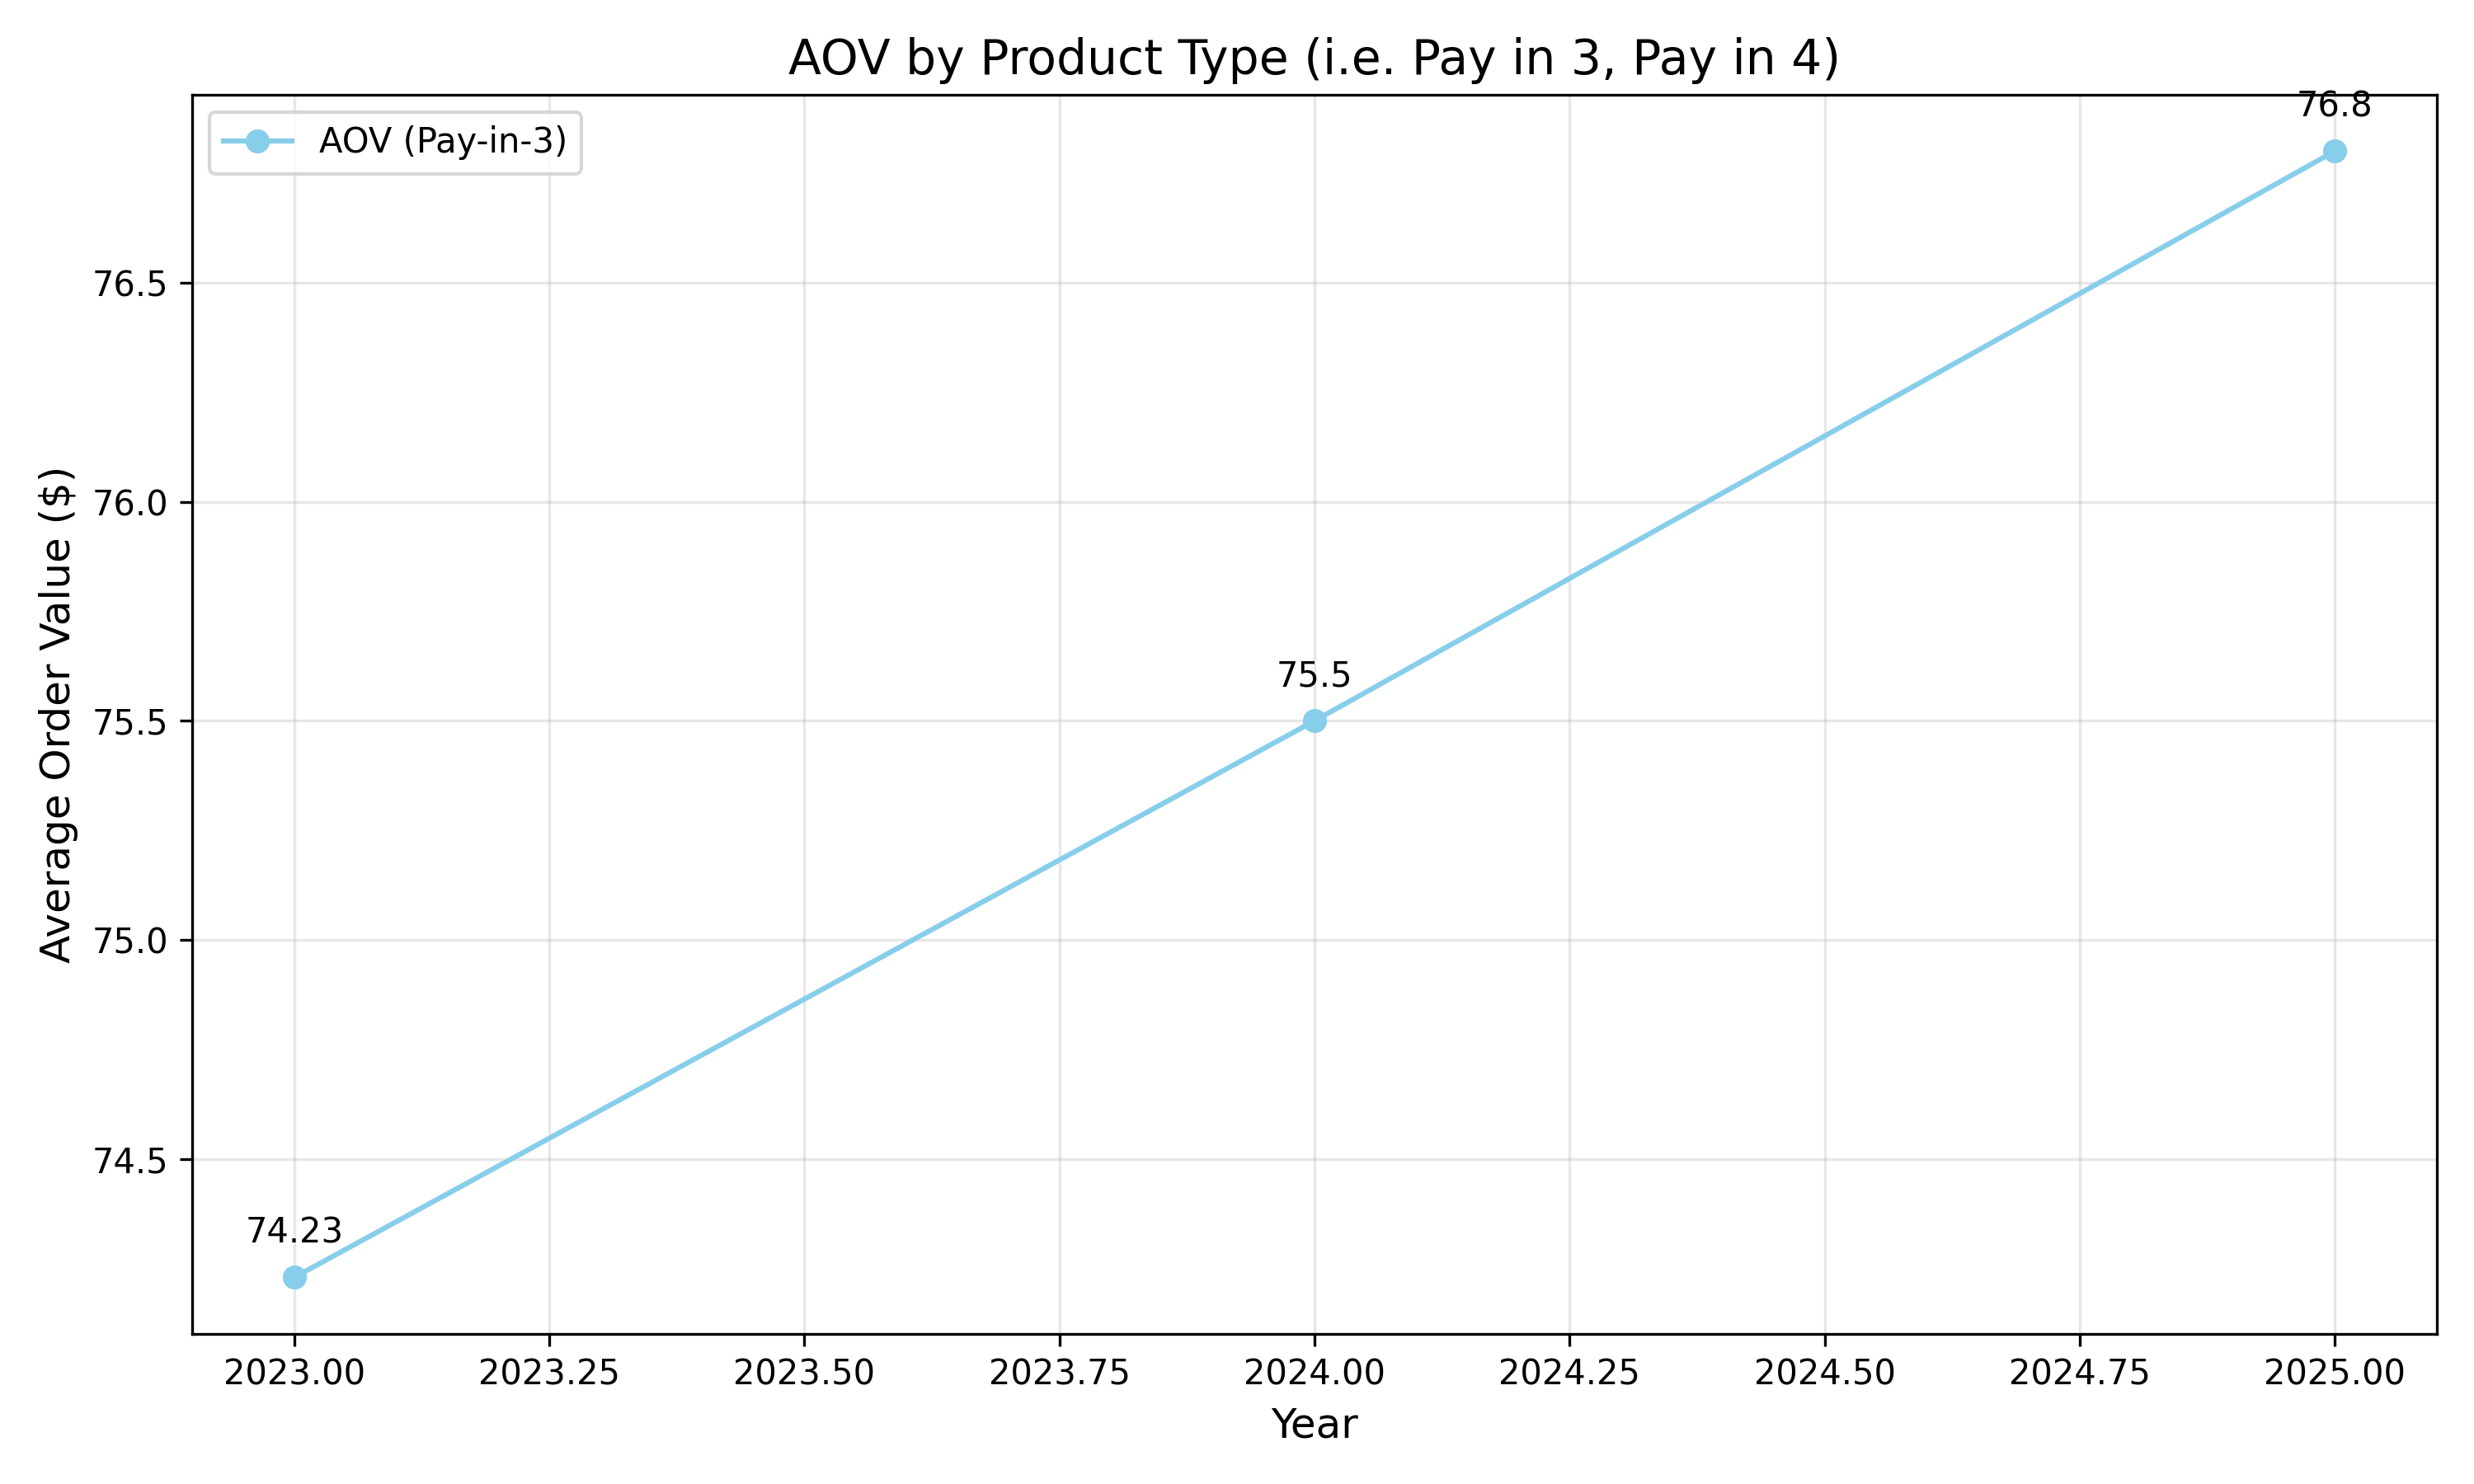 AOV by Product Type (i.e. Pay in 3, Pay in 4)
AOV (Pay-in-3)
76.8
76.5
76.0
75.5
75.5
75.0
74.5
74.23
Average Order Value ($)
2023.00 2023.25 2023.50 2023.75 2024.00 2024.25 2024.50 2024.75 2025.00
Year